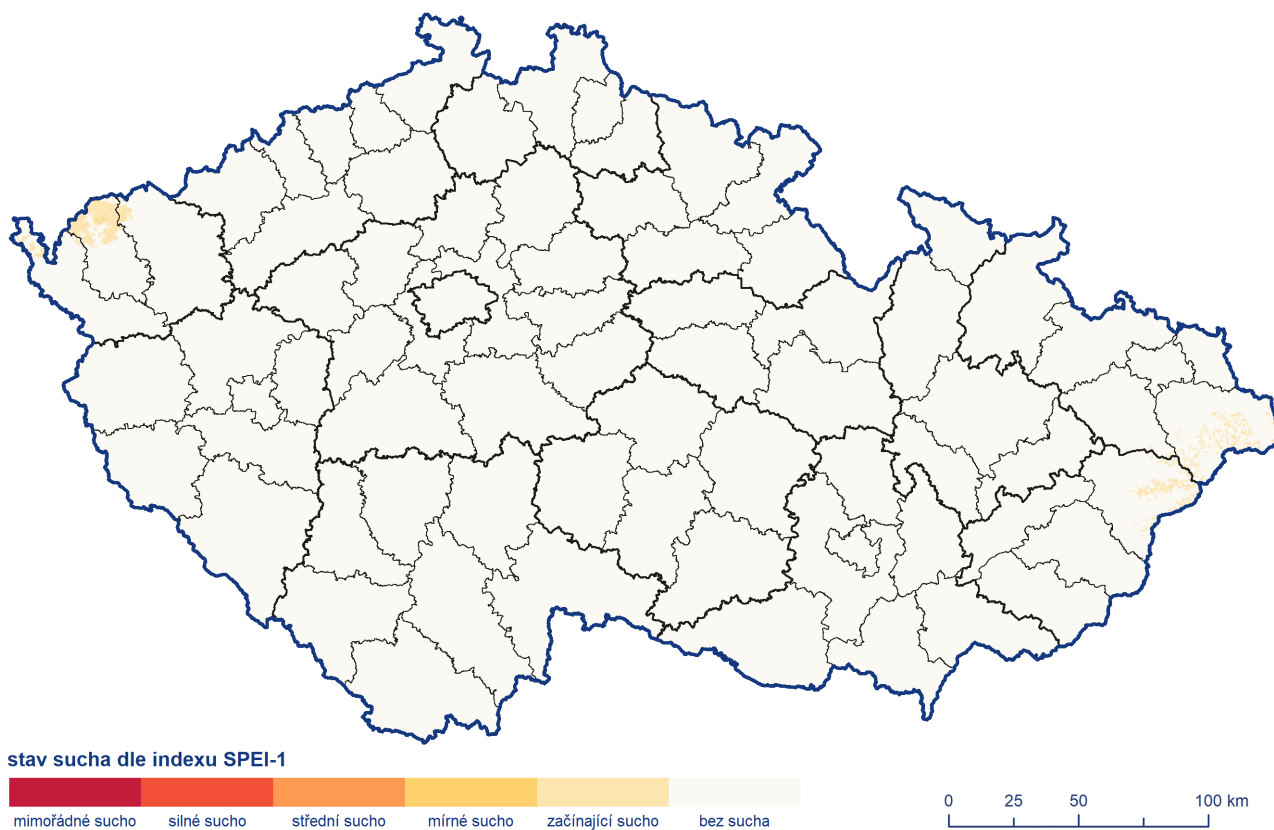 stav sucha dle indexu SPEI-1
mimořádné sucho silné sucho střední sucho mírné sucho začínající sucho bez sucha
0 25 50 100 km